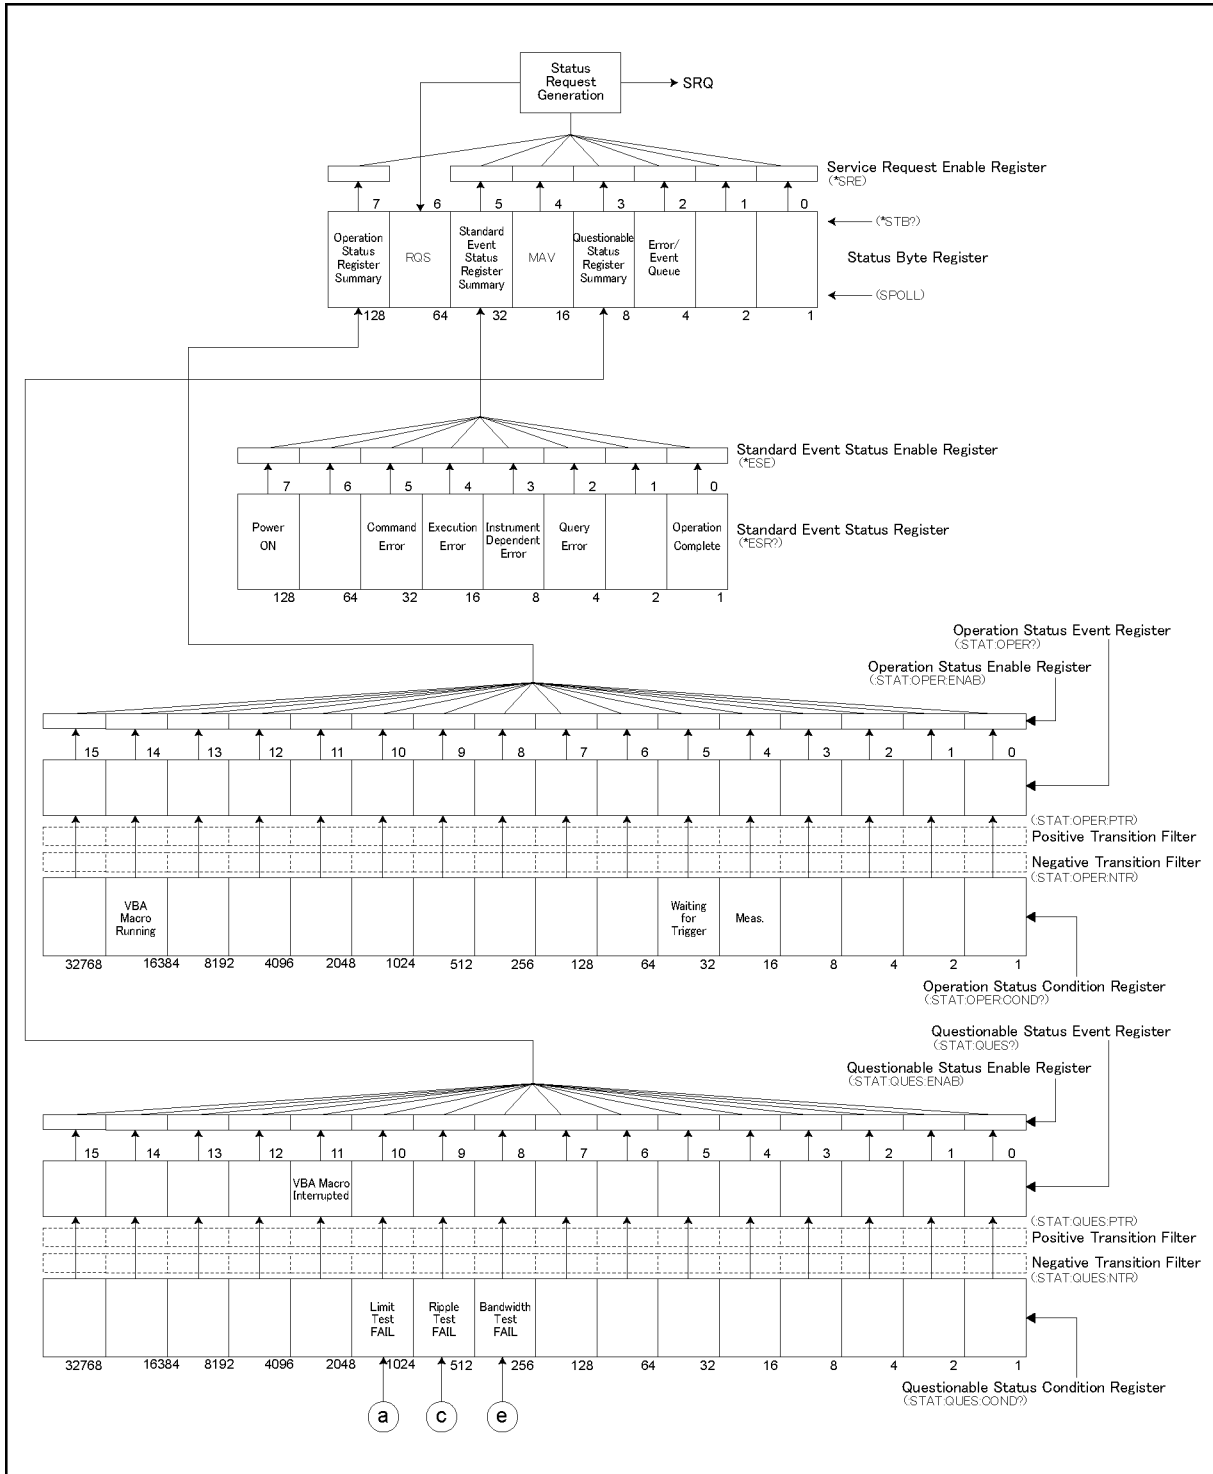 Status
Request
Generation
SRQ
Service Request Enable Register
(*SRE)
7 6 5 4 3 2 1 0
(*STB?)
Operation
Status
Register
Summary
RQS
Standard
Event
Status
Register
Summary
MAV
Questionable
Status
Register
Summary
Error/
Event
Queue
Status Byte Register
(SPOLL)
128 64 32 16 8 4 2 1
Standard Event Status Enable Register
(*ESE)
7 6 5 4 3 2 1 0
Power
ON
Command
Error
Execution
Error
Instrument
Dependent
Error
Query
Error
Operation
Complete
Standard Event Status Register
(*ESR?)
128 64 32 16 8 4 2 1
Operation Status Event Register
(:STAT:OPER?)
Operation Status Enable Register
(:STAT:OPER:ENAB)
15 14 13 12 11 10 9 8 7 6 5 4 3 2 1 0
(:STAT:OPER:PTR)
Positive Transition Filter
Negative Transition Filter
(:STAT:OPER:NTR)
VBA
Macro
Running
Waiting
for
Trigger
Meas.
32768 16384 8192 4096 2048 1024 512 256 128 64 32 16 8 4 2 1
Operation Status Condition Register
(:STAT:OPER:COND?)
Questionable Status Event Register
(:STAT:QUES?)
Questionable Status Enable Register
(:STAT:QUES:ENAB)
15 14 13 12 11 10 9 8 7 6 5 4 3 2 1 0
VBA Macro
Interrupted
(:STAT:QUES:PTR)
Positive Transition Filter
Negative Transition Filter
(:STAT:QUES:NTR)
Limit
Test
FAIL
Ripple
Test
FAIL
Bandwidth
Test
FAIL
32768 16384 8192 4096 2048 1024 512 256 128 64 32 16 8 4 2 1
Questionable Status Condition Register
(:STAT:QUES:COND?)
a c e